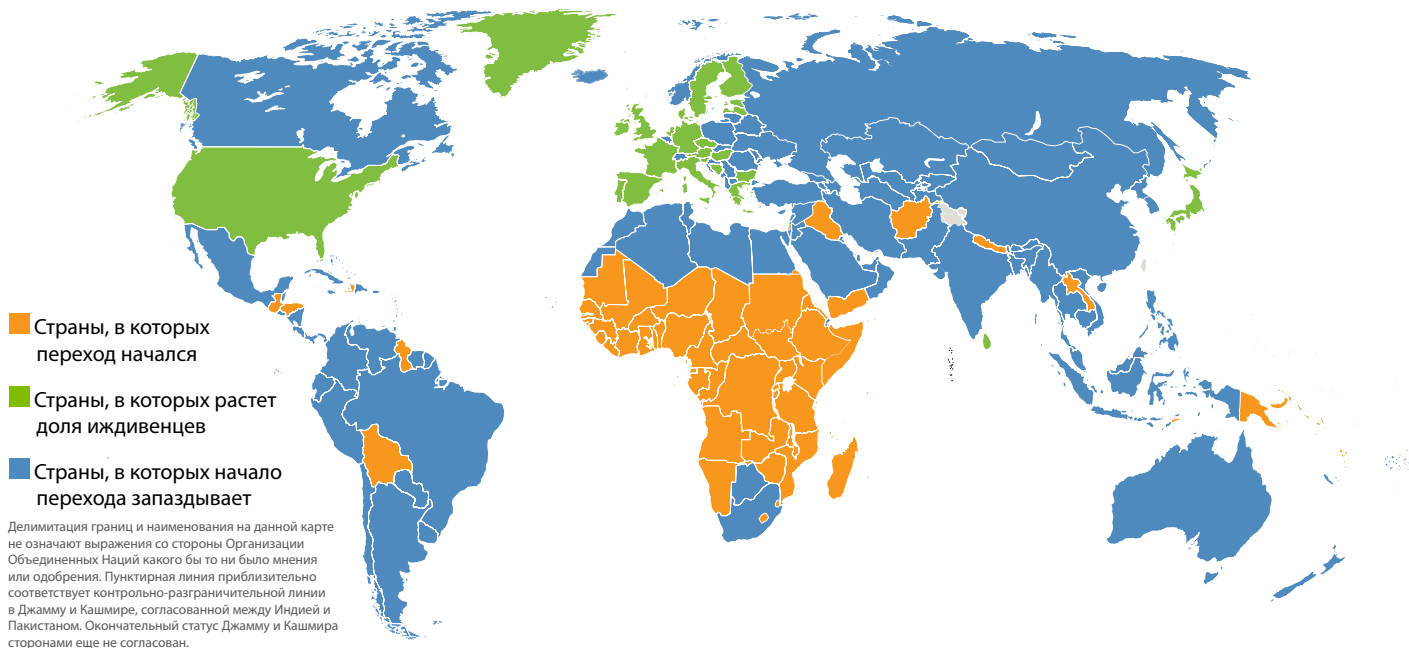 Страны, в которых
переход начался
Страны, в которых растет
доля иждивенцев
Страны, в которых начало
перехода запаздывает
Делимитация границ и наименования на данной карте
не означают выражения со стороны Организации
Объединенных Наций какого бы то ни было мнения
или одобрения. Пунктирная линия приблизительно
соответствует контрольно-разграничительной линии
в Джамму и Кашмире, согласованной между Индией и
Пакистаном. Окончательный статус Джамму и Кашмира
сторонами еще не согласован.